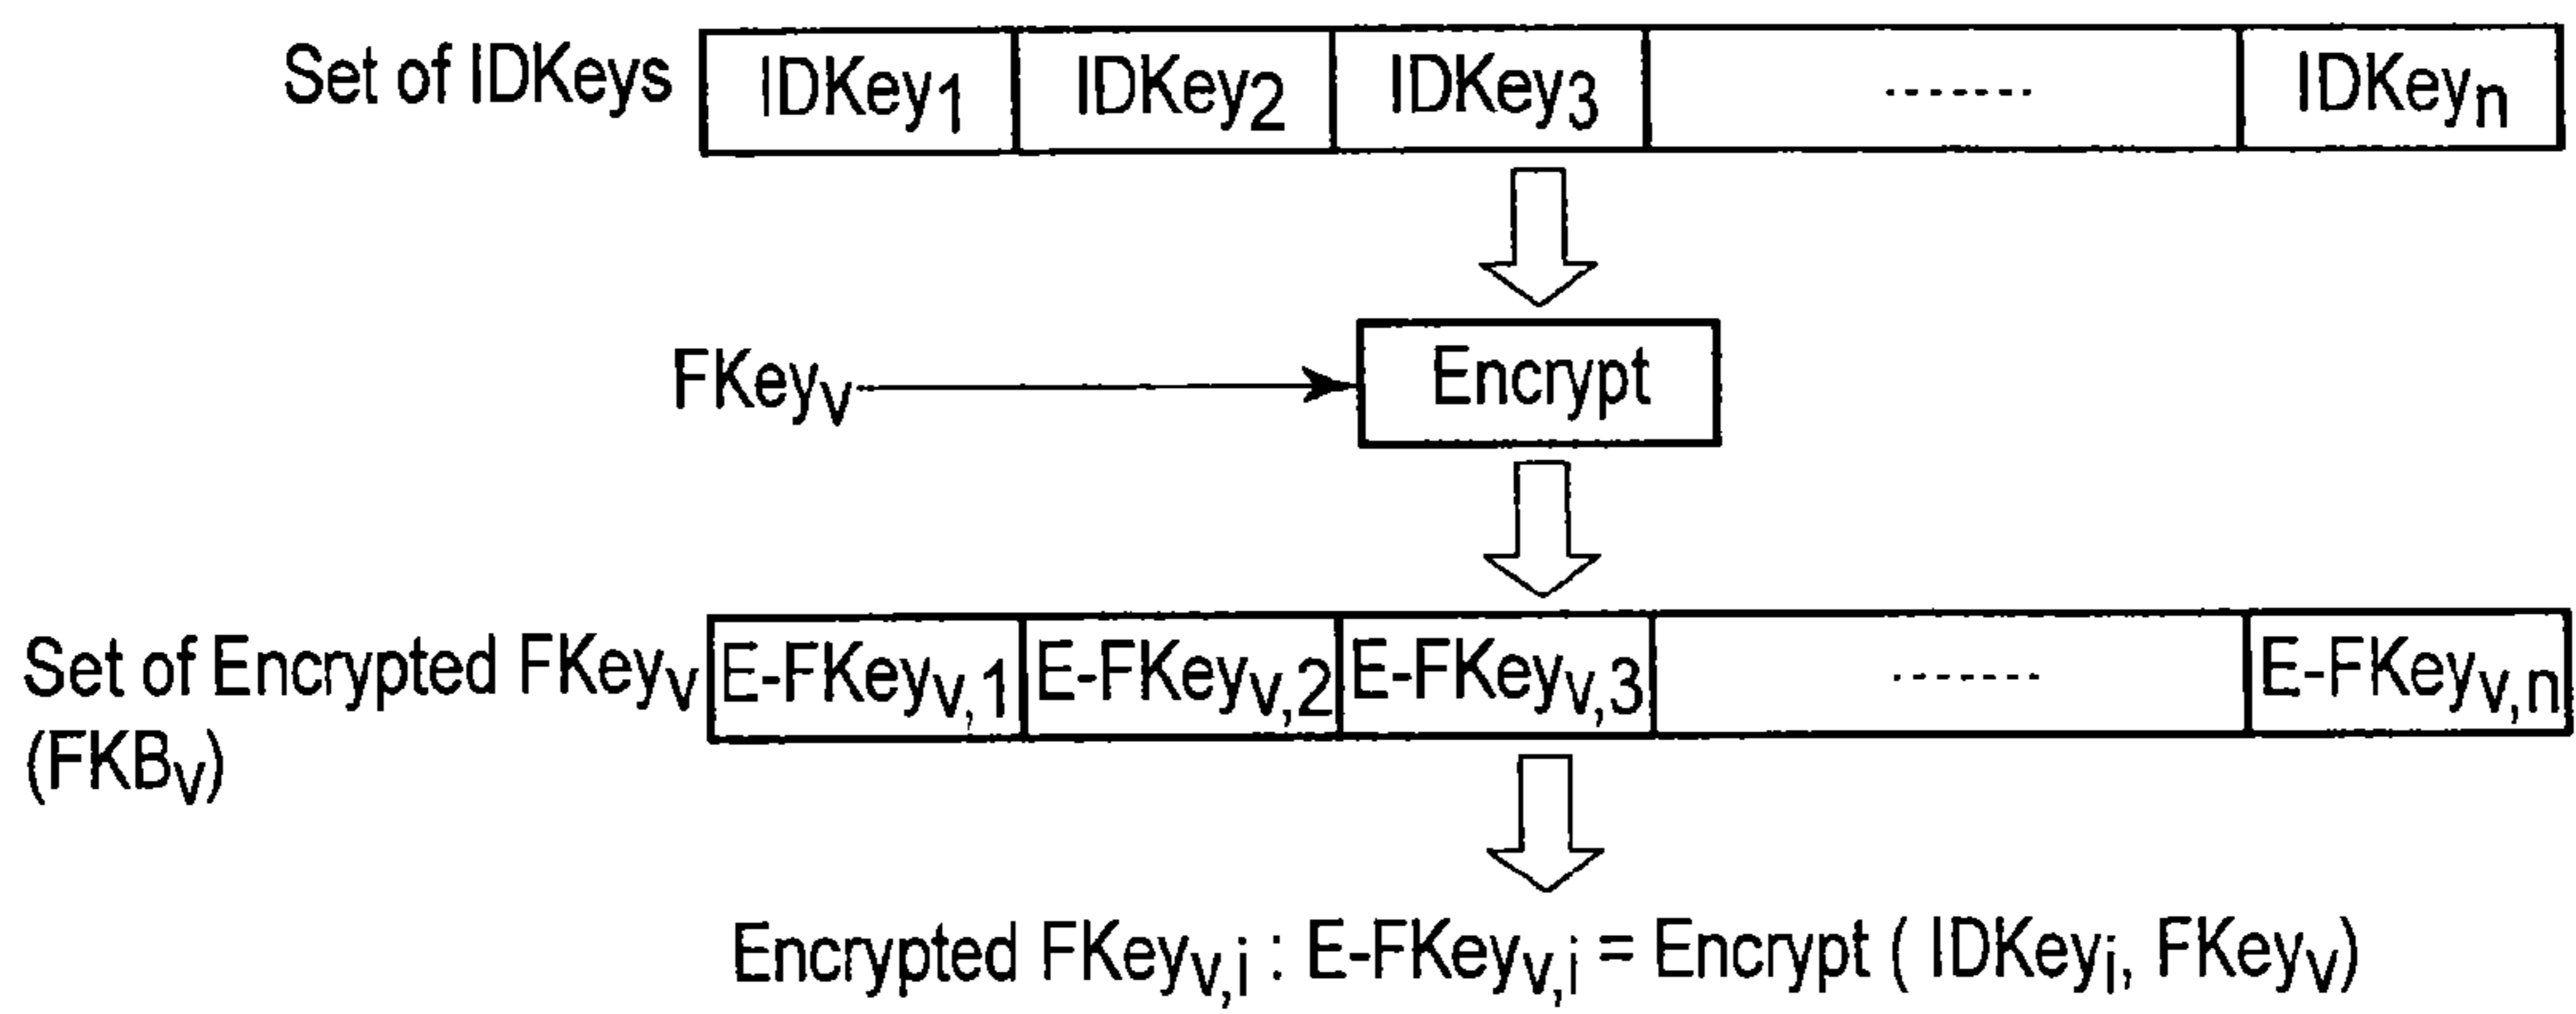 Set of IDKeys IDKey1 IDKey2 IDKey3 ------- IDKeyn
FKeyv Encrypt
Set of Encrypted FKeyv E-FKeyv,1 E-FKeyv,2 E-FKeyv,3 ------- E-FKeyv,n
(FKBv)
Encrypted FKeyv,i : E-FKeyv,i = Encrypt ( IDKeyi, FKeyv)